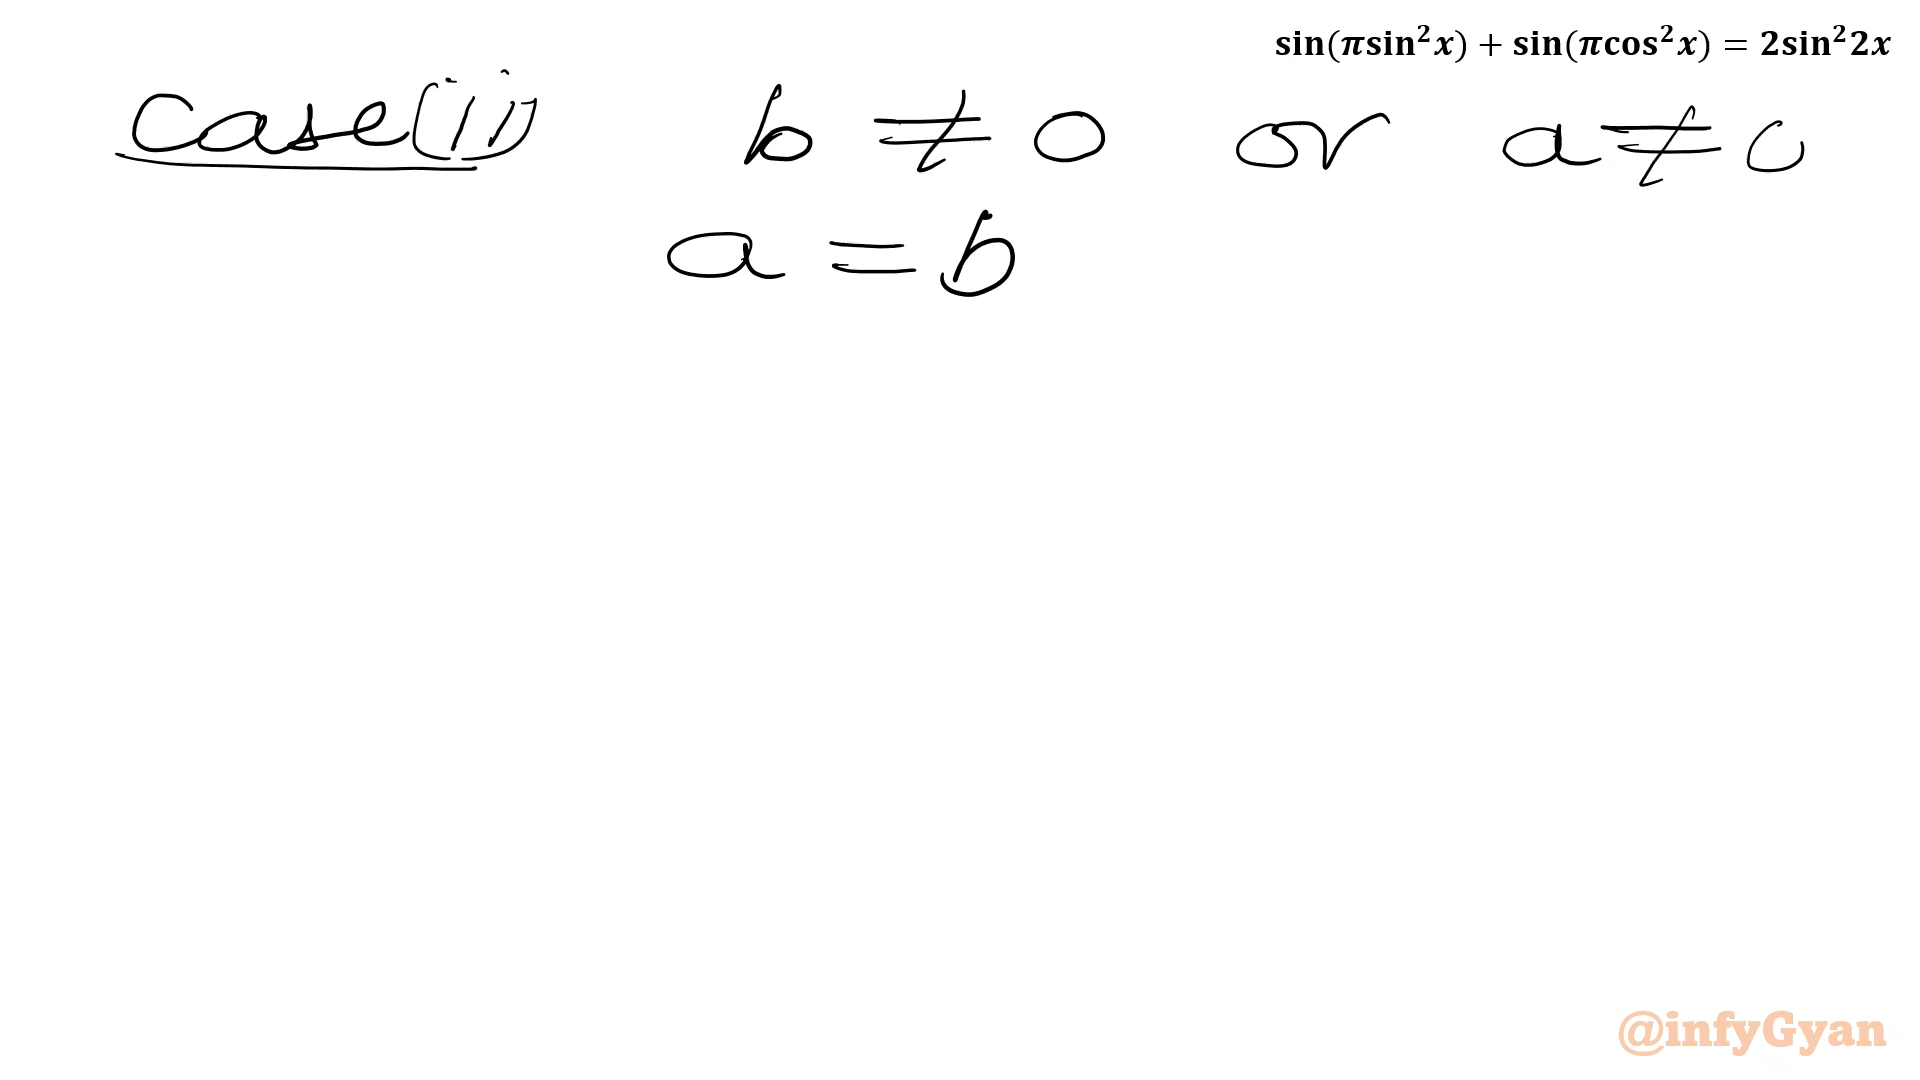 sin(πsin²x) + sin(πcos²x) = 2sin²2x
case(ii) b ≠ 0 or a ≠ 0
a = b
@infyGyan